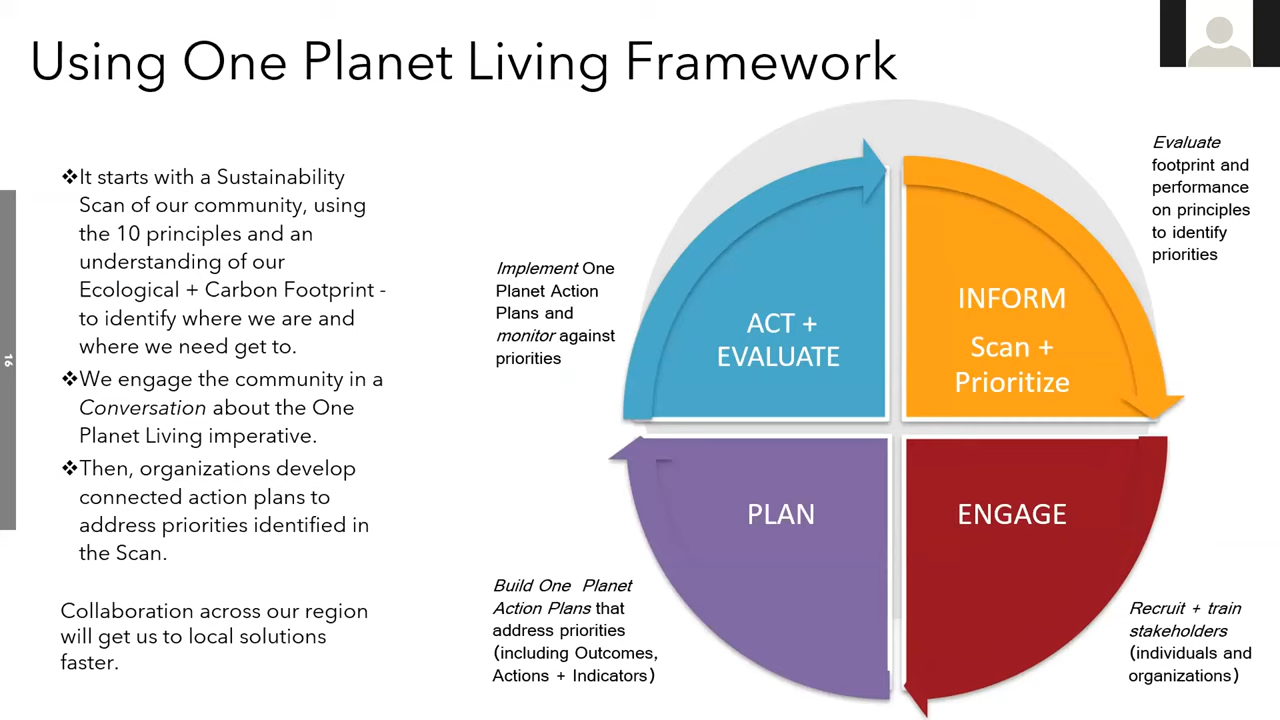 Using One Planet Living Framework
❖It starts with a Sustainability
Scan of our community, using
the 10 principles and an
understanding of our
Ecological + Carbon Footprint -
to identify where we are and
where we need get to.
❖We engage the community in a
Conversation about the One
Planet Living imperative.
❖Then, organizations develop
connected action plans to
address priorities identified in
the Scan.
Collaboration across our region
will get us to local solutions
faster.
16
Implement One
Planet Action
Plans and
monitor against
priorities
ACT +
EVALUATE
INFORM
Scan +
Prioritize
Evaluate
footprint and
performance
on principles
to identify
priorities
PLAN
ENGAGE
Build One Planet
Action Plans that
address priorities
(including Outcomes,
Actions + Indicators)
Recruit + train
stakeholders
(individuals and
organizations)